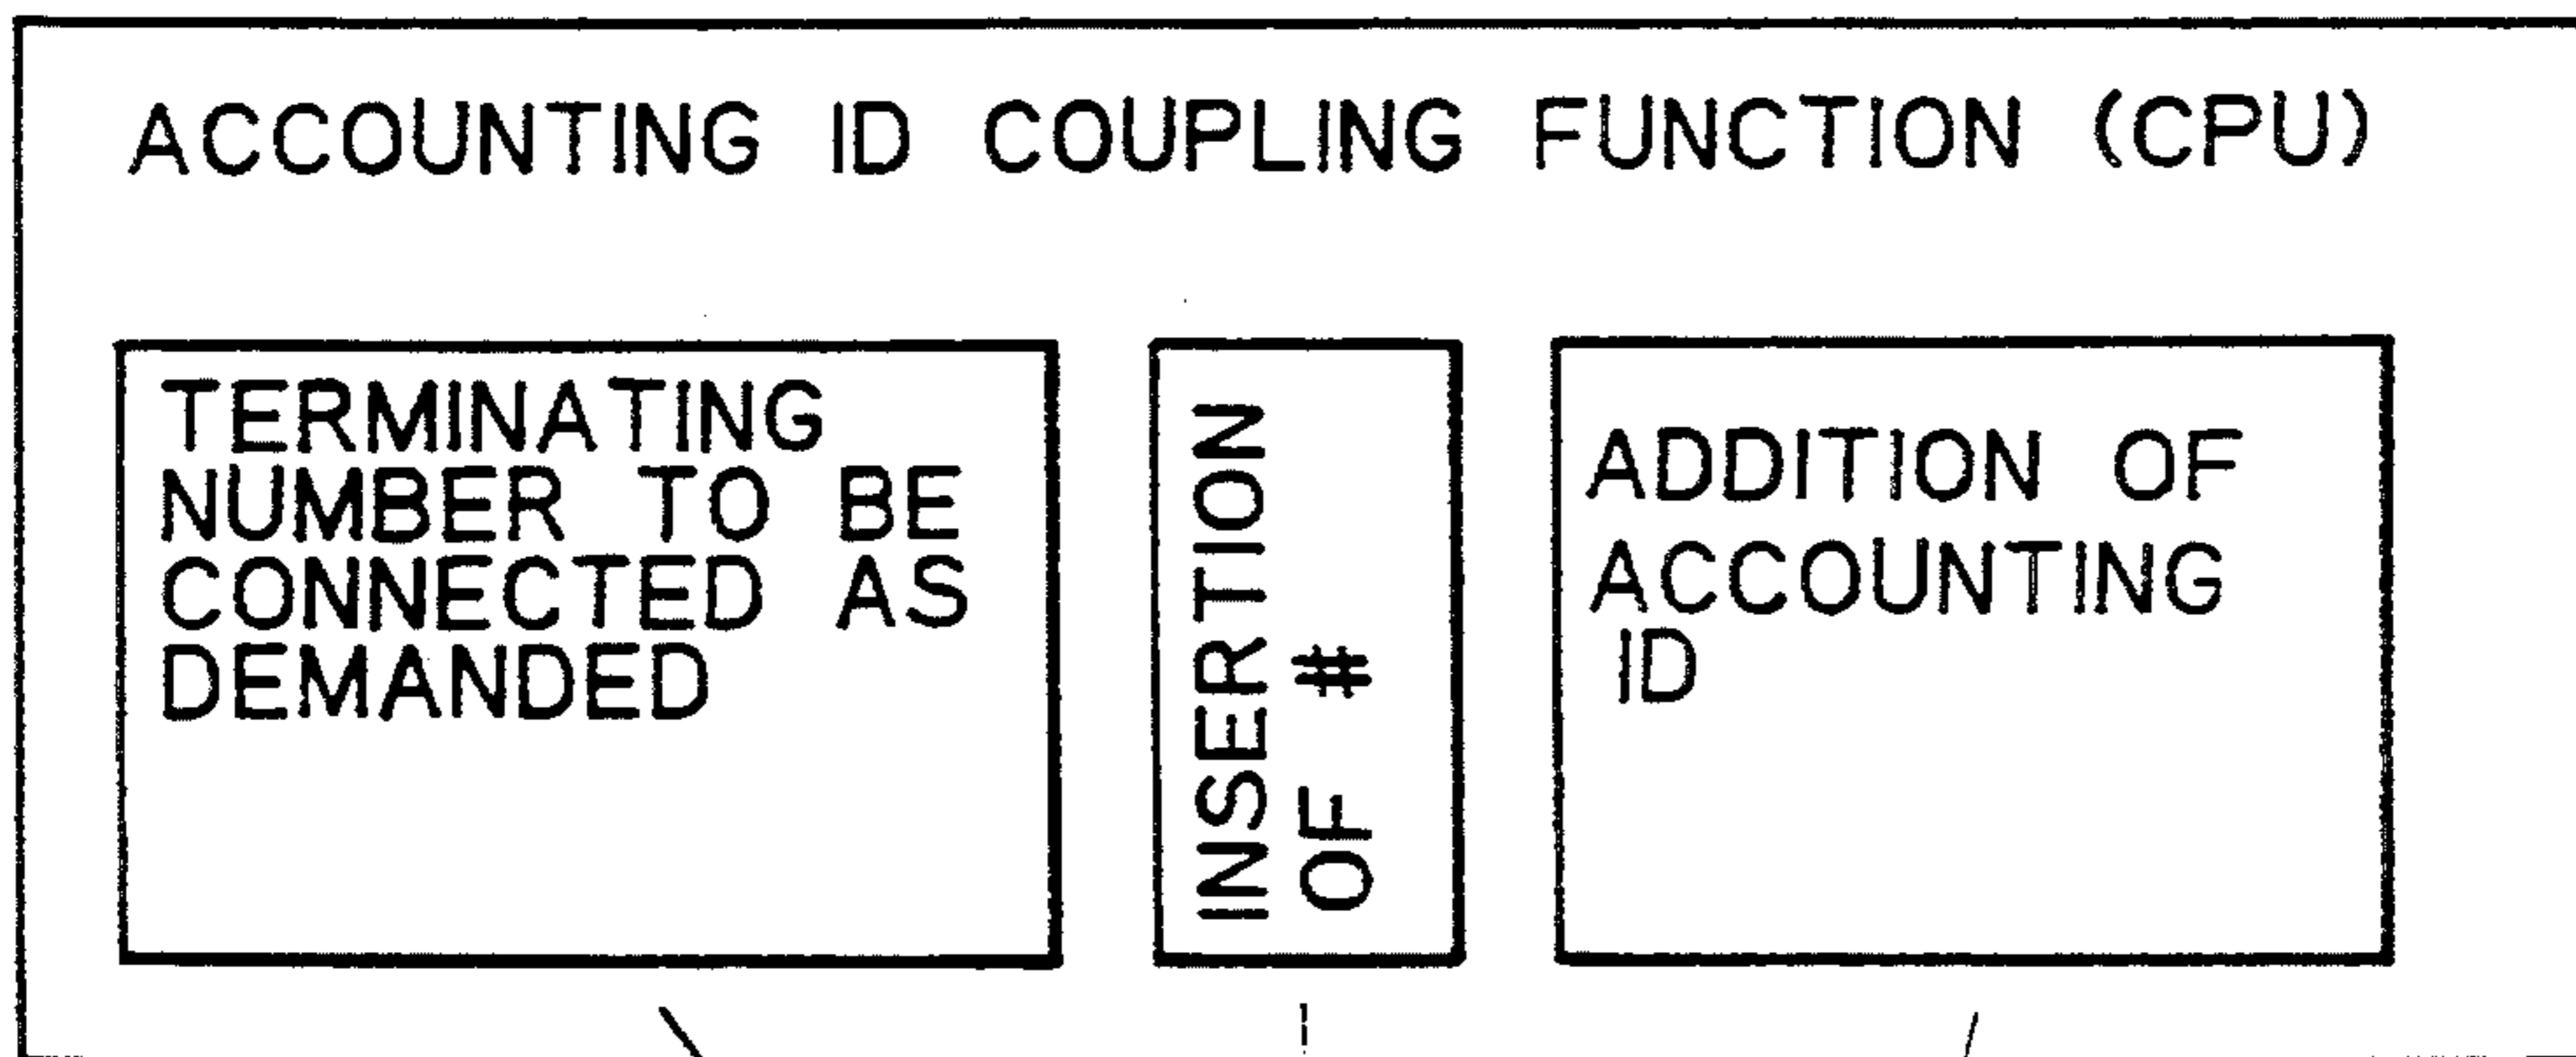 ACCOUNTING ID COUPLING FUNCTION (CPU)
TERMINATING
NUMBER TO BE
CONNECTED AS
DEMANDED
INSERTION
OF #
ADDITION OF
ACCOUNTING
ID